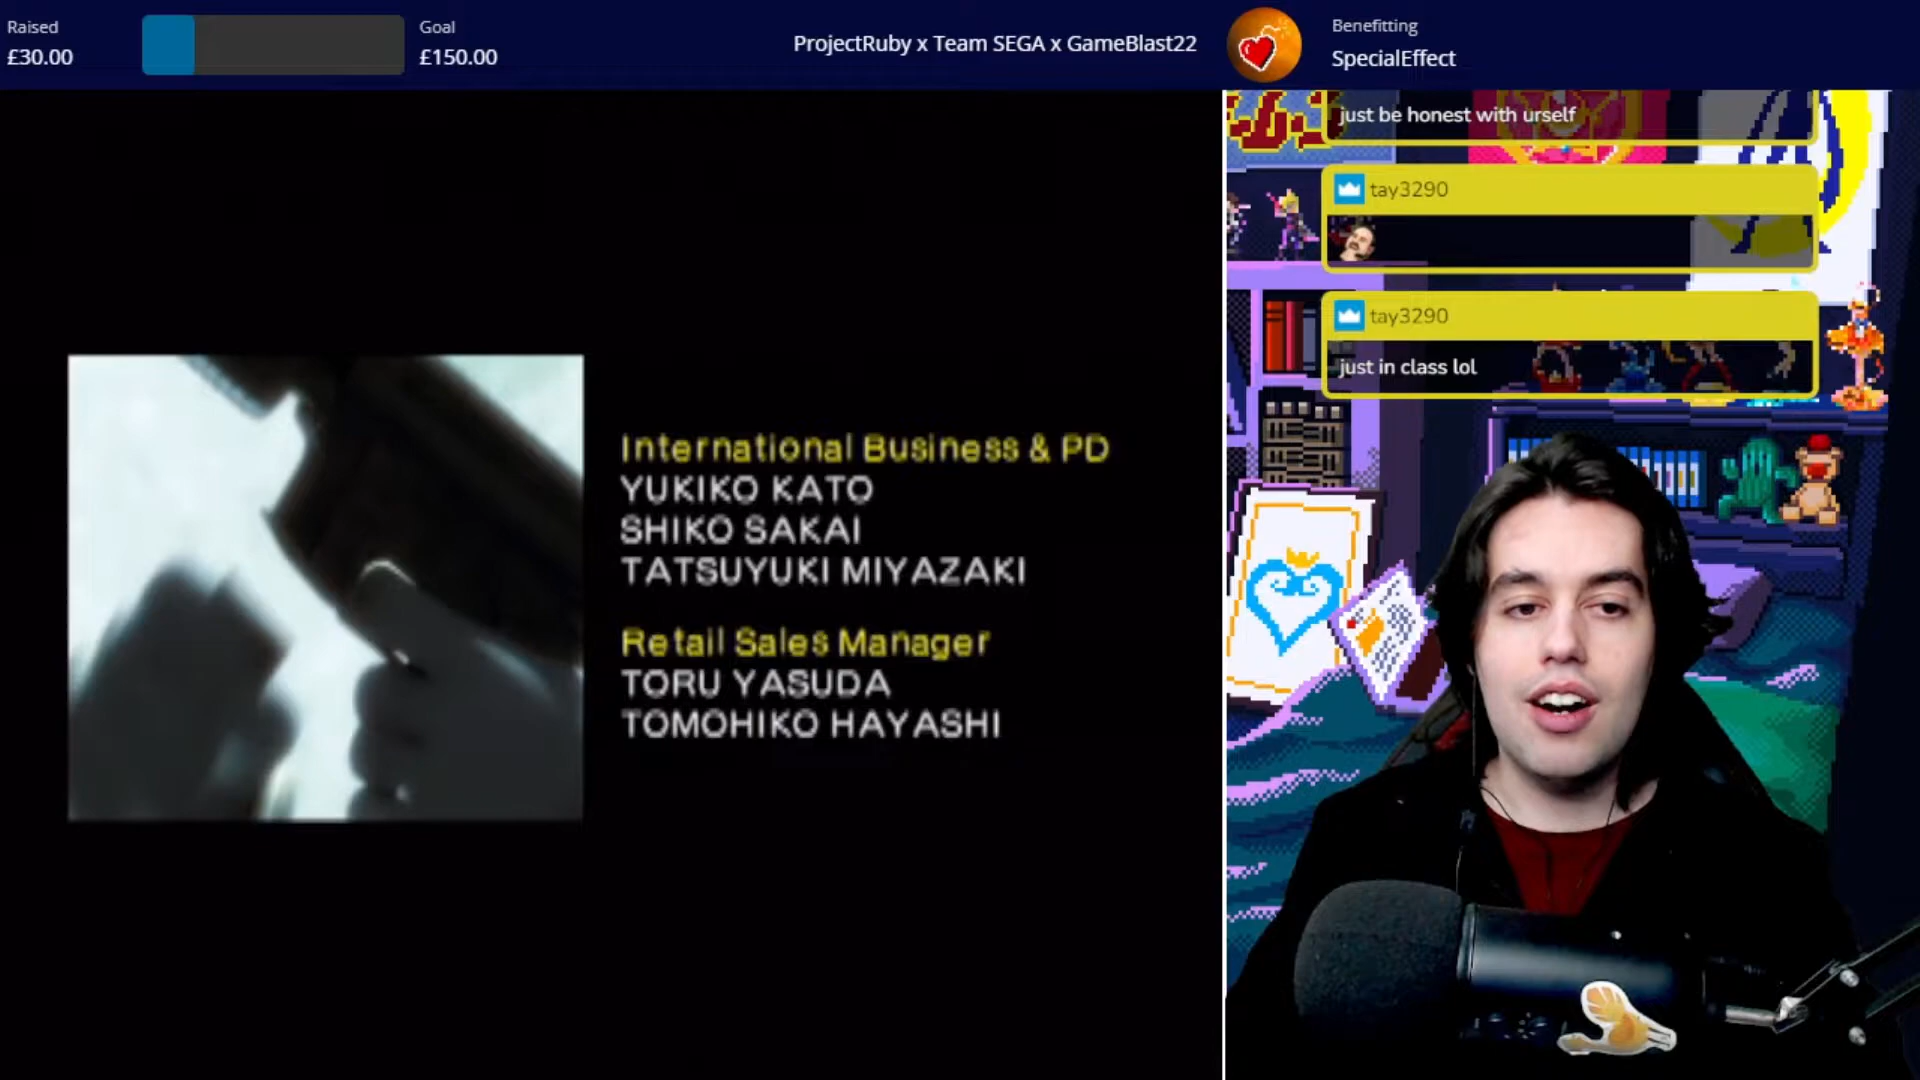 Raised
£30.00
Goal
£150.00
ProjectRuby x Team SEGA x GameBlast22
Benefitting
SpecialEffect
just be honest with urself
tay3290
tay3290
just in class lol
International Business & PD
YUKIKO KATO
SHIKO SAKAI
TATSUYUKI MIYAZAKI
Retail Sales Manager
TORU YASUDA
TOMOHIKO HAYASHI